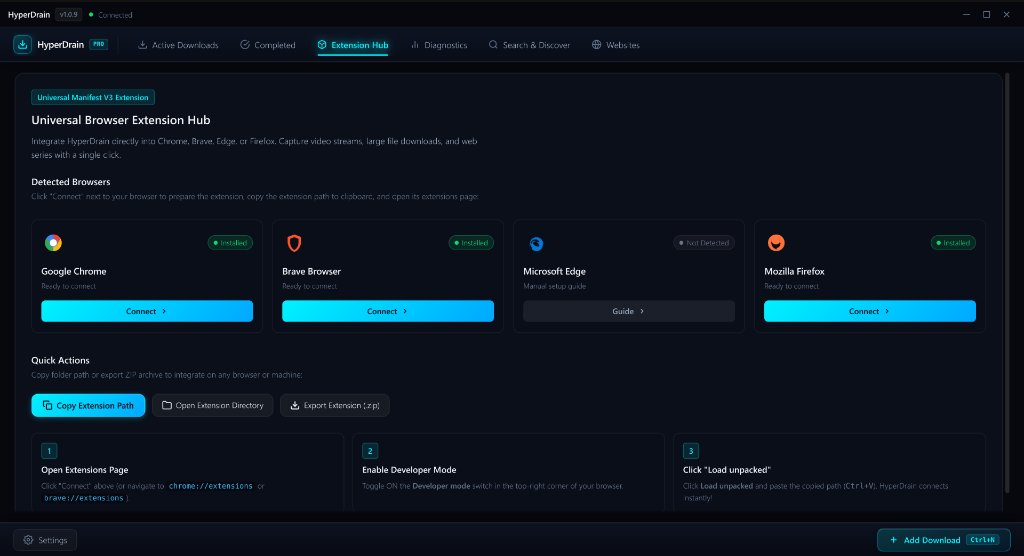 HyperDrain v1.0.9 Connected
HyperDrain PRO Active Downloads Completed Extension Hub Diagnostics Search & Discover Websites
Universal Manifest V3 Extension
Universal Browser Extension Hub
Integrate HyperDrain directly into Chrome, Brave, Edge, or Firefox. Capture video streams, large file downloads, and web
series with a single click.
Detected Browsers
Click "Connect" next to your browser to prepare the extension, copy the extension path to clipboard, and open its extensions page:
Installed
Google Chrome
Ready to connect
Connect
Installed
Brave Browser
Ready to connect
Connect
Not Detected
Microsoft Edge
Manual setup guide
Guide
Installed
Mozilla Firefox
Ready to connect
Connect
Quick Actions
Copy folder path or export ZIP archive to integrate on any browser or machine:
Copy Extension Path Open Extension Directory Export Extension (.zip)
1
Open Extensions Page
Click "Connect" above (or navigate to chrome://extensions or
brave://extensions).
2
Enable Developer Mode
Toggle ON the Developer mode switch in the top-right corner of your browser.
3
Click "Load unpacked"
Click Load unpacked and paste the copied path (Ctrl+V). HyperDrain connects
instantly!
Settings
+ Add Download Ctrl+N